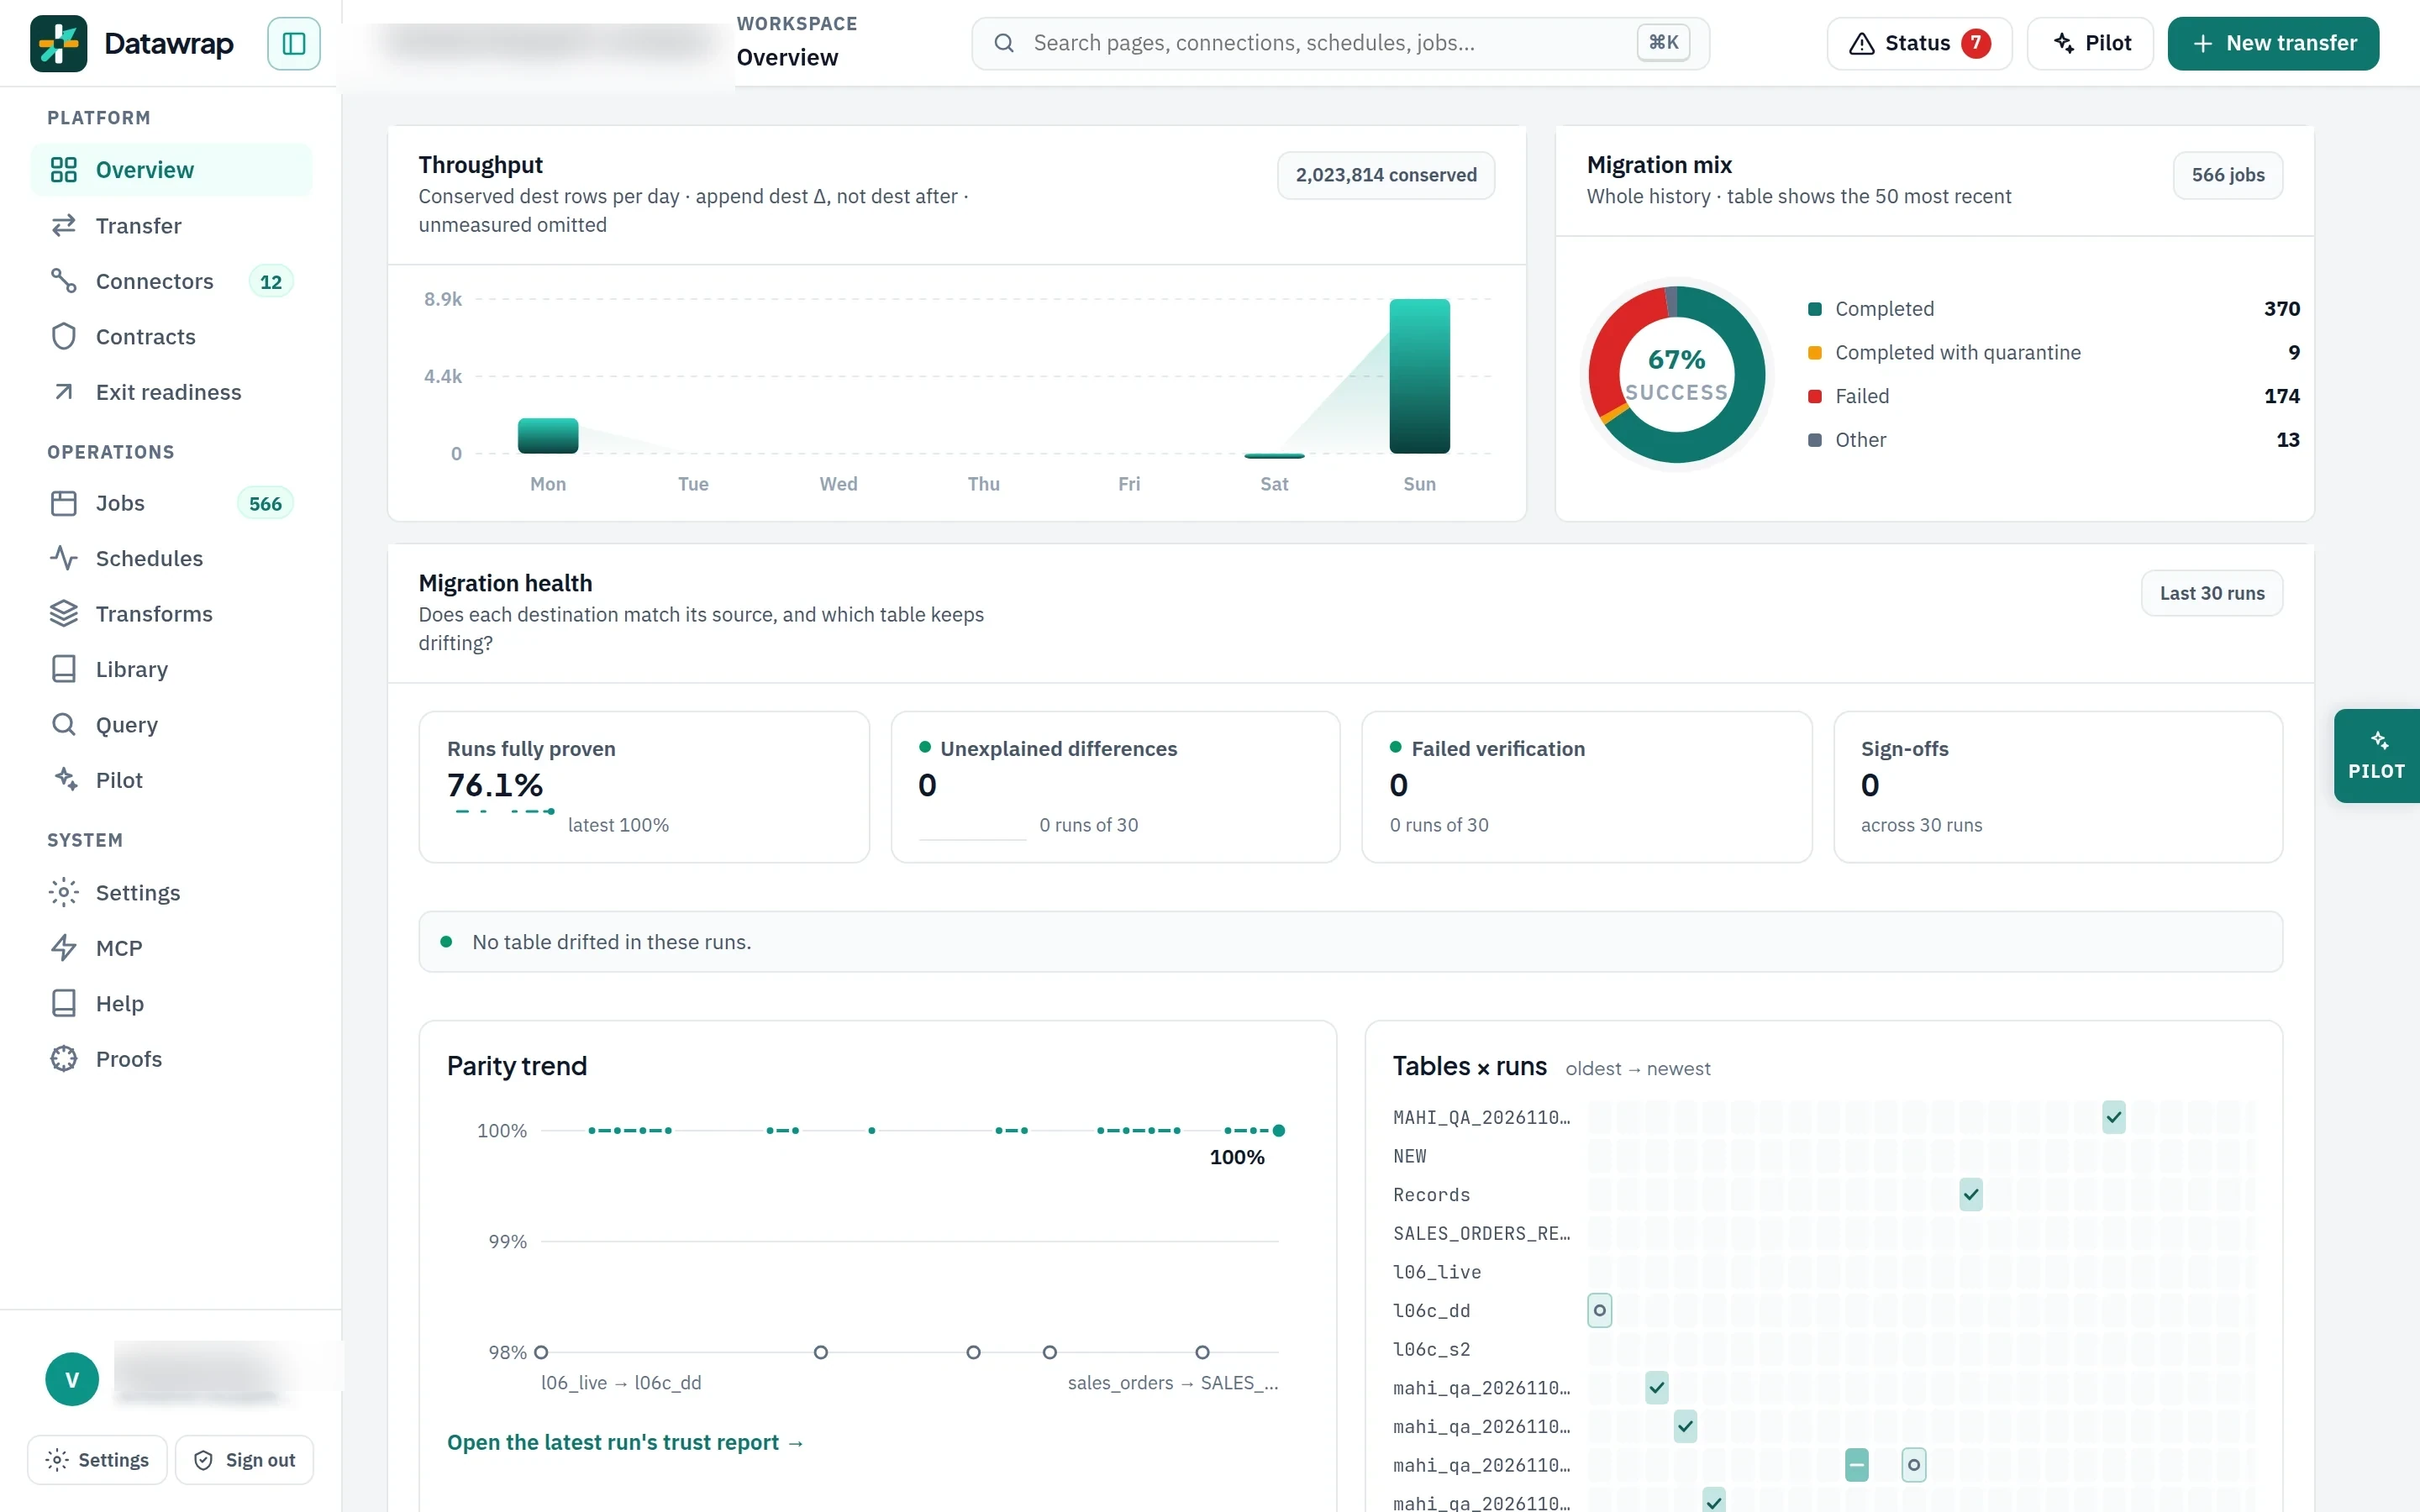 Datawrap
WORKSPACE
Overview
Search pages, connections, schedules, jobs...
⌘K
Status 7
Pilot
New transfer
PLATFORM
Overview
Transfer
Connectors 12
Contracts
Exit readiness
OPERATIONS
Jobs 566
Schedules
Transforms
Library
Query
Pilot
SYSTEM
Settings
MCP
Help
Proofs
V
Settings
Sign out
Throughput
Conserved dest rows per day · append dest Δ, not dest after ·
unmeasured omitted
2,023,814 conserved
8.9k
4.4k
0
Mon Tue Wed Thu Fri Sat Sun
Migration mix
Whole history · table shows the 50 most recent
566 jobs
67%
SUCCESS
Completed 370
Completed with quarantine 9
Failed 174
Other 13
Migration health
Does each destination match its source, and which table keeps
drifting?
Last 30 runs
Runs fully proven
76.1%
latest 100%
Unexplained differences
0
0 runs of 30
Failed verification
0
0 runs of 30
Sign-offs
0
across 30 runs
PILOT
No table drifted in these runs.
Parity trend
100%
100%
99%
98%
l06_live → l06c_dd
sales_orders → SALES_...
Open the latest run's trust report →
Tables × runs oldest → newest
MAHI_QA_2026110…
NEW
Records
SALES_ORDERS_RE…
l06_live
l06c_dd
l06c_s2
mahi_qa_2026110…
mahi_qa_2026110…
mahi_qa_2026110…
mahi_qa_2026110…